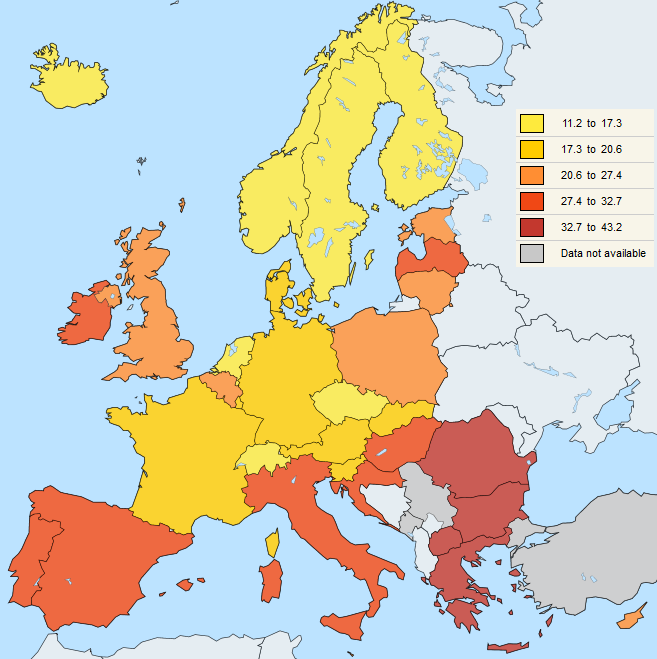 11.2 to 17.3
17.3 to 20.6
20.6 to 27.4
27.4 to 32.7
32.7 to 43.2
Data not available